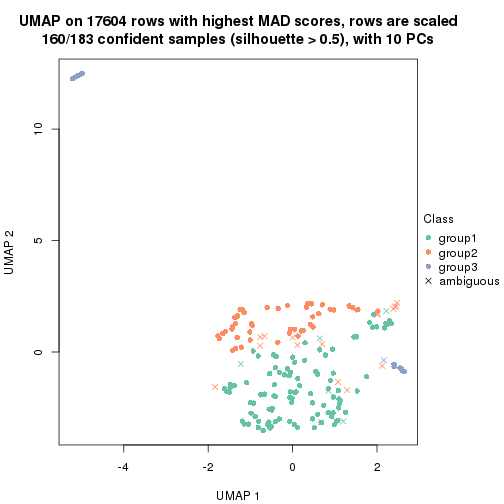 UMAP on 17604 rows with highest MAD scores, rows are scaled
160/183 confident samples (silhouette > 0.5), with 10 PCs
10
5
0
UMAP 2
-4
-2
0
2
UMAP 1
Class
group1
group2
group3
ambiguous